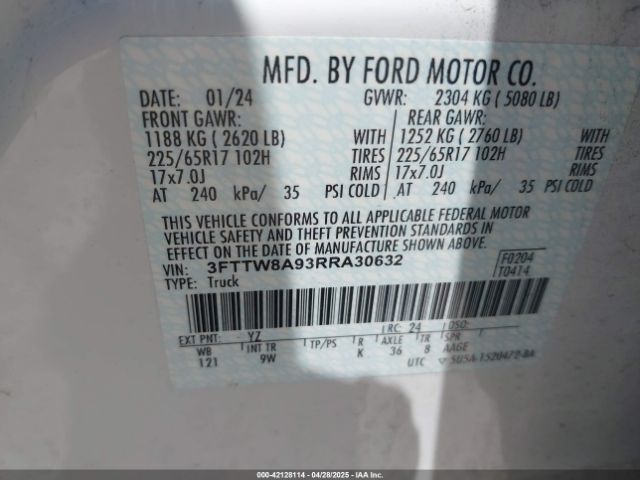 MFD. BY FORD MOTOR CO.
DATE: 01/24 GVWR: 2304 KG ( 5080 LB)
FRONT GAWR: REAR GAWR:
1188 KG ( 2620 LB) WITH 1252 KG ( 2760 LB) WITH
225/65R17 102H TIRES 225/65R17 102H TIRES
17x7.0J RIMS 17x7.0J RIMS
AT 240 kPa/ 35 PSI COLD AT 240 kPa/ 35 PSI COLD
THIS VEHICLE CONFORMS TO ALL APPLICABLE FEDERAL MOTOR
VEHICLE SAFETY AND THEFT PREVENTION STANDARDS IN
EFFECT ON THE DATE OF MANUFACTURE SHOWN ABOVE.
VIN: 3FTTW8A93RRA30632 F0204
TYPE: Truck T0414
EXT PNT: YZ RC: 24 DSO:
WB INT TR TP/PS R AXLE TR SPR
121 9W K 36 8 AAGE
UTC 5U5A-1520472-BA
000-42128114 - 04/28/2025 - IAA Inc.